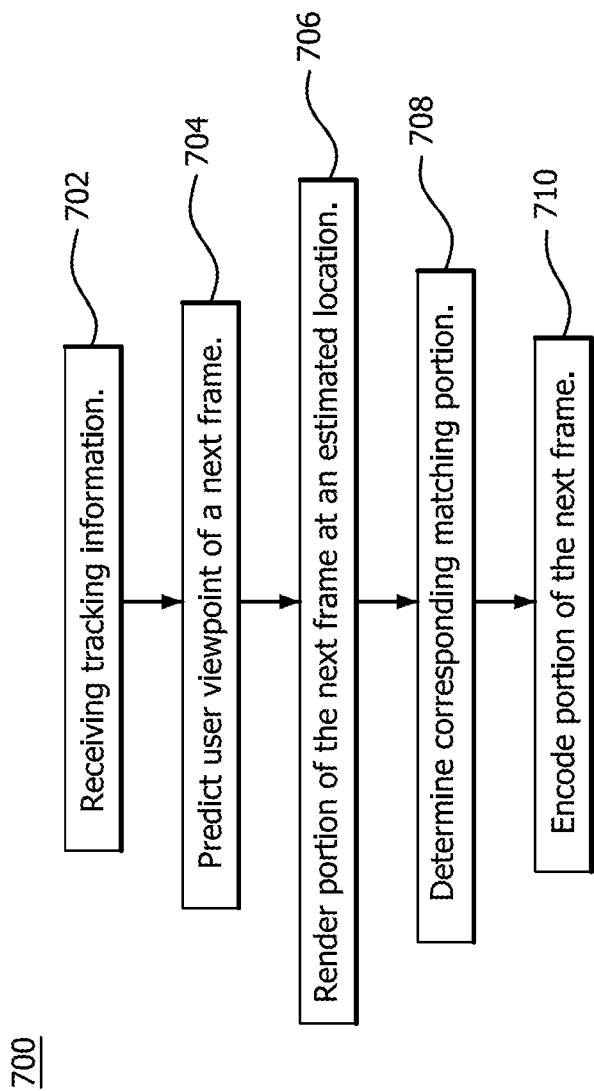 700
Receiving tracking information.
702
Predict user viewpoint of a next frame.
704
Render portion of the next frame at an estimated location.
706
Determine corresponding matching portion.
708
Encode portion of the next frame.
710